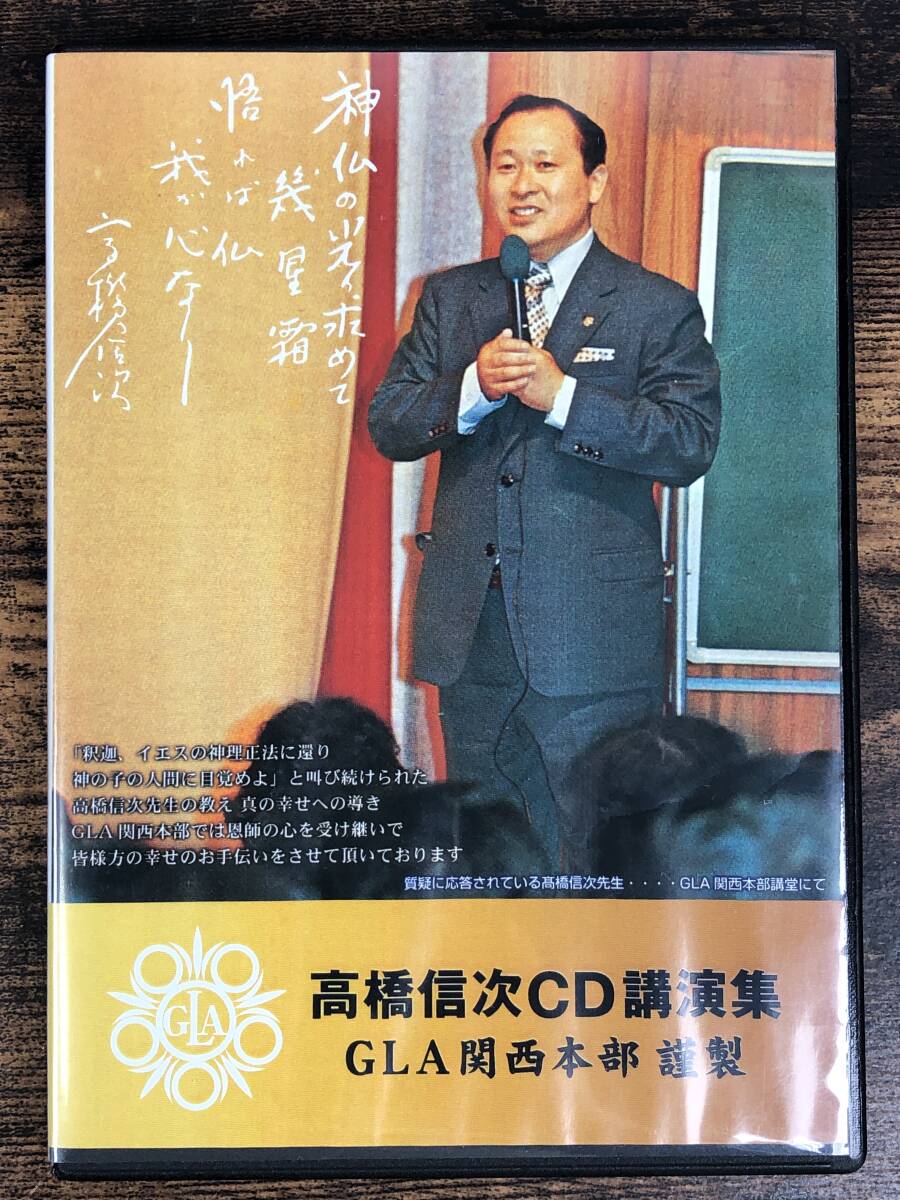 神仏の光を求めて
幾星霜
悟れば仏
我が心なり
高橋信次
「釈迦、イエスの神理正法に還り
神の子の人間に目覚めよ」と叫び続けられた
高橋信次先生の教え 真の幸せへの導き
GLA関西本部では恩師の心を受け継いで
皆様方の幸せのお手伝いをさせて頂いております
質疑に応答されている髙橋信次先生・・・・GLA関西本部講堂にて
GLA
高橋信次CD講演集
GLA関西本部 謹製